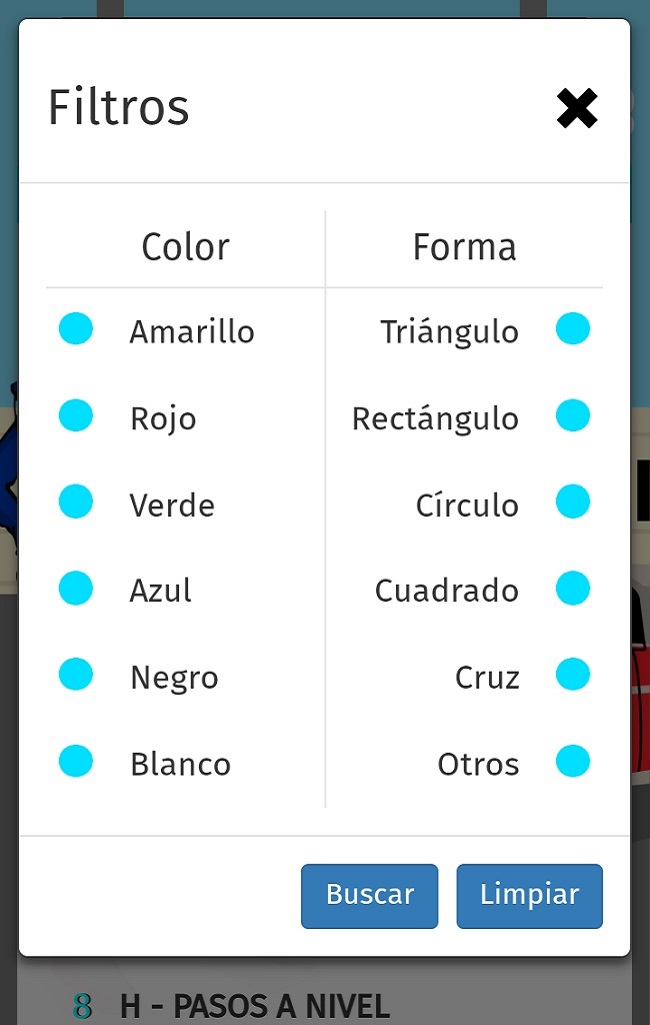 Filtros
Color
Forma
Amarillo
Triángulo
Rojo
Rectángulo
Verde
Círculo
Azul
Cuadrado
Negro
Cruz
Blanco
Otros
Buscar
Limpiar
8 H - PASOS A NIVEL